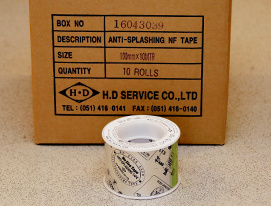 BOX NO 16043039
DESCRIPTION ANTI-SPLASHING NF TAPE
SIZE 100mm×10MTR
QUANTITY 10 ROLLS
H·D H.D SERVICE CO.,LTD
TEL : (051) 416 0141 FAX : (051) 416-0140